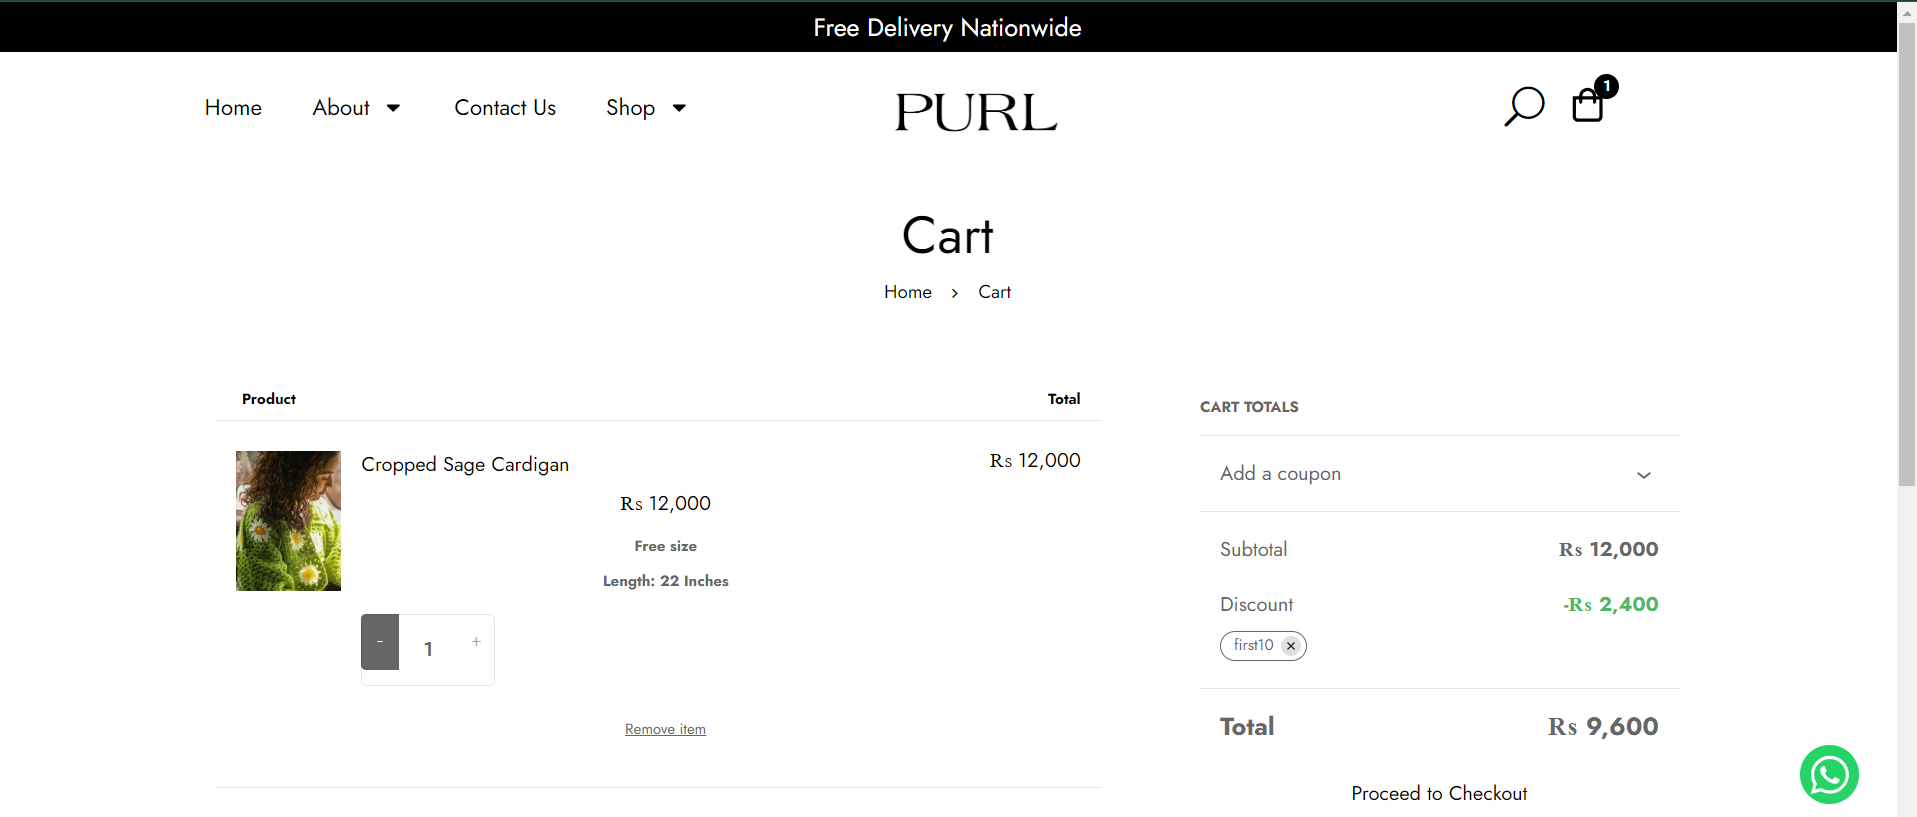 Free Delivery Nationwide
Home About Contact Us Shop
PURL
1
Cart
Home > Cart
Product Total
Cropped Sage Cardigan Rs 12,000
Rs 12,000
Free size
Length: 22 Inches
- 1 +
Remove item
CART TOTALS
Add a coupon
Subtotal Rs 12,000
Discount -Rs 2,400
first10 ×
Total Rs 9,600
Proceed to Checkout